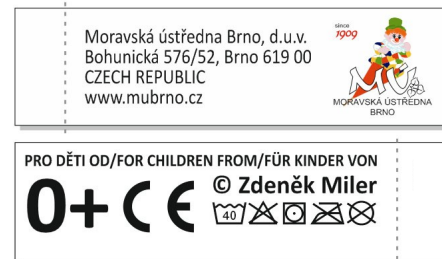 Moravská ústředna Brno, d.u.v.
Bohunická 576/52, Brno 619 00
CZECH REPUBLIC
www.mubrno.cz
since
1909
MU
MORAVSKÁ ÚSTŘEDNA
BRNO
PRO DĚTI OD/FOR CHILDREN FROM/FÜR KINDER VON
0+ CE
© Zdeněk Miler
40